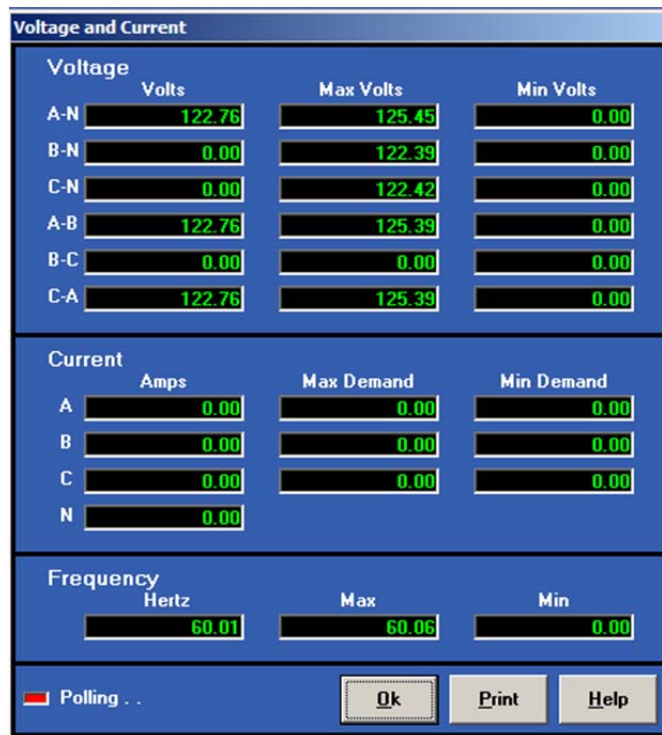 Voltage and Current
Voltage
Volts Max Volts Min Volts
A-N 122.76 125.45 0.00
B-N 0.00 122.39 0.00
C-N 0.00 122.42 0.00
A-B 122.76 125.39 0.00
B-C 0.00 0.00 0.00
C-A 122.76 125.39 0.00
Current
Amps Max Demand Min Demand
A 0.00 0.00 0.00
B 0.00 0.00 0.00
C 0.00 0.00 0.00
N 0.00
Frequency
Hertz Max Min
60.01 60.06 0.00
Polling . . Ok Print Help